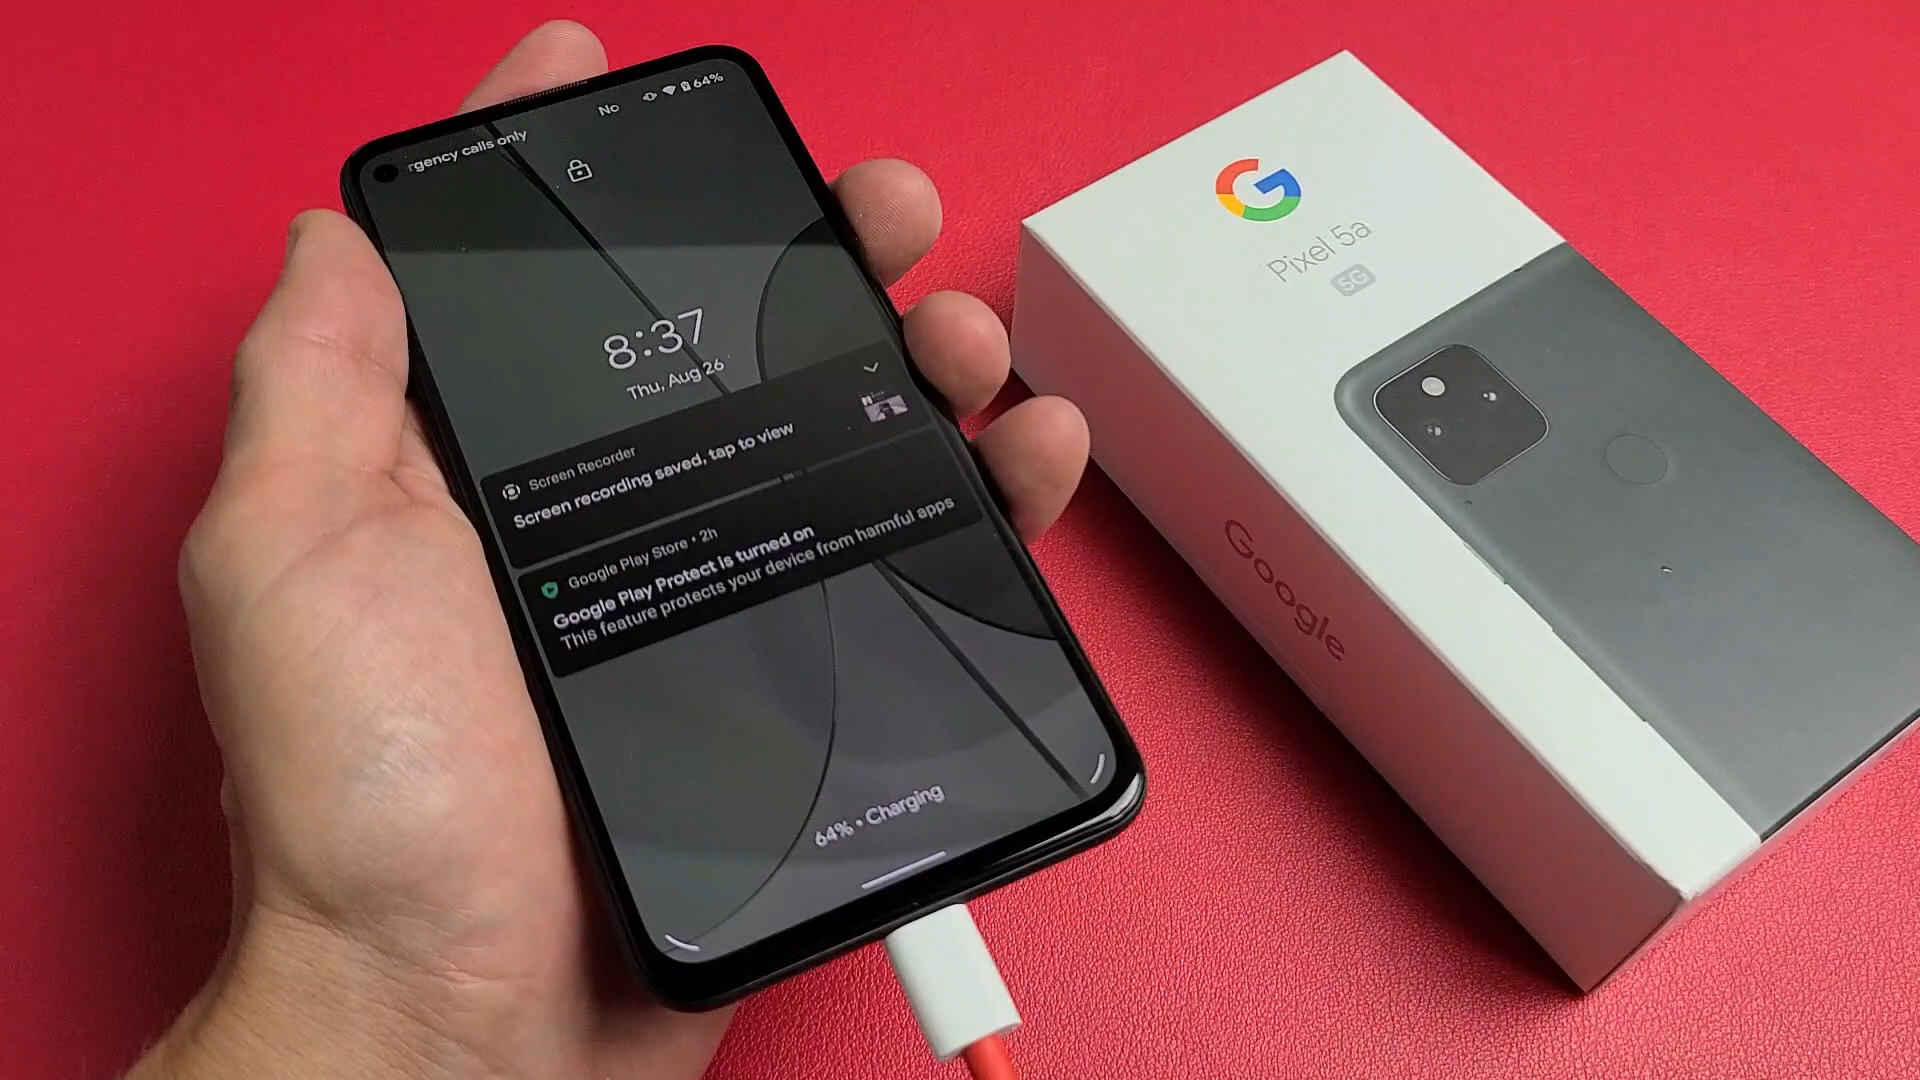 No
64%
rgency calls only
8:37
Thu, Aug 26
Screen Recorder
Screen recording saved, tap to view
Google Play Store • 2h
Google Play Protect is turned on
This feature protects your device from harmful apps
64% • Charging
G
Pixel 5a
5G
Google